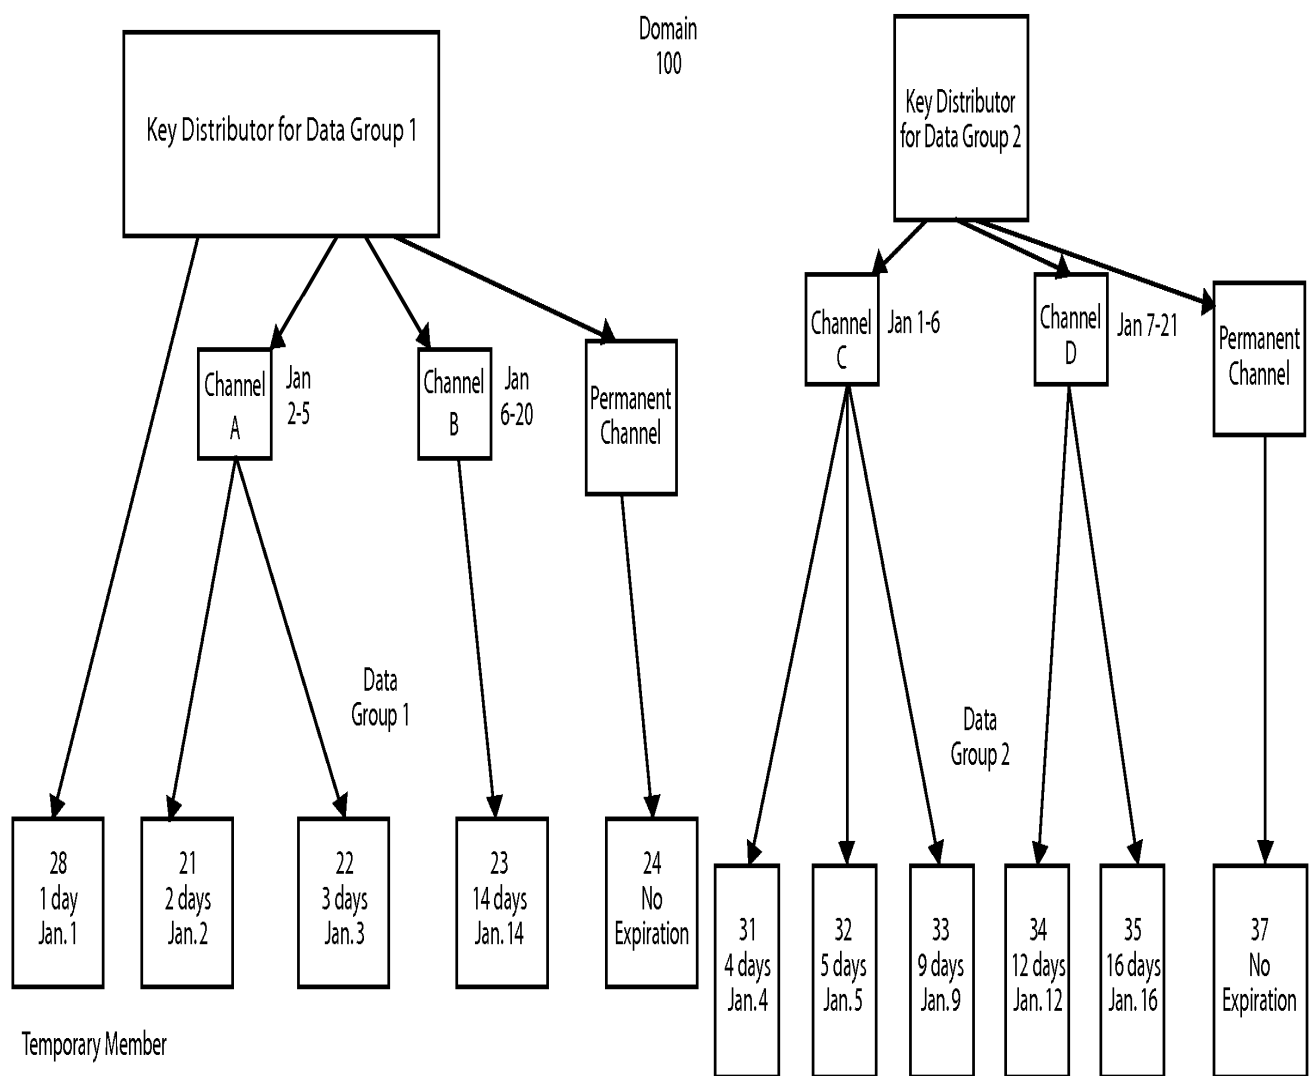 Domain
100
Key Distributor for Data Group 1
Key Distributor
for Data Group 2
Channel
A
Jan
2-5
Channel
B
Jan
6-20
Permanent
Channel
Channel
C
Jan 1-6
Channel
D
Jan 7-21
Permanent
Channel
Data
Group 1
Data
Group 2
28
1 day
Jan. 1
21
2 days
Jan. 2
22
3 days
Jan. 3
23
14 days
Jan. 14
24
No
Expiration
31
4 days
Jan. 4
32
5 days
Jan. 5
33
9 days
Jan. 9
34
12 days
Jan. 12
35
16 days
Jan. 16
37
No
Expiration
Temporary Member